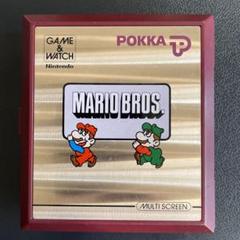 GAME
& WATCH
Nintendo
POKKA
MARIO BROS.
MULTI SCREEN